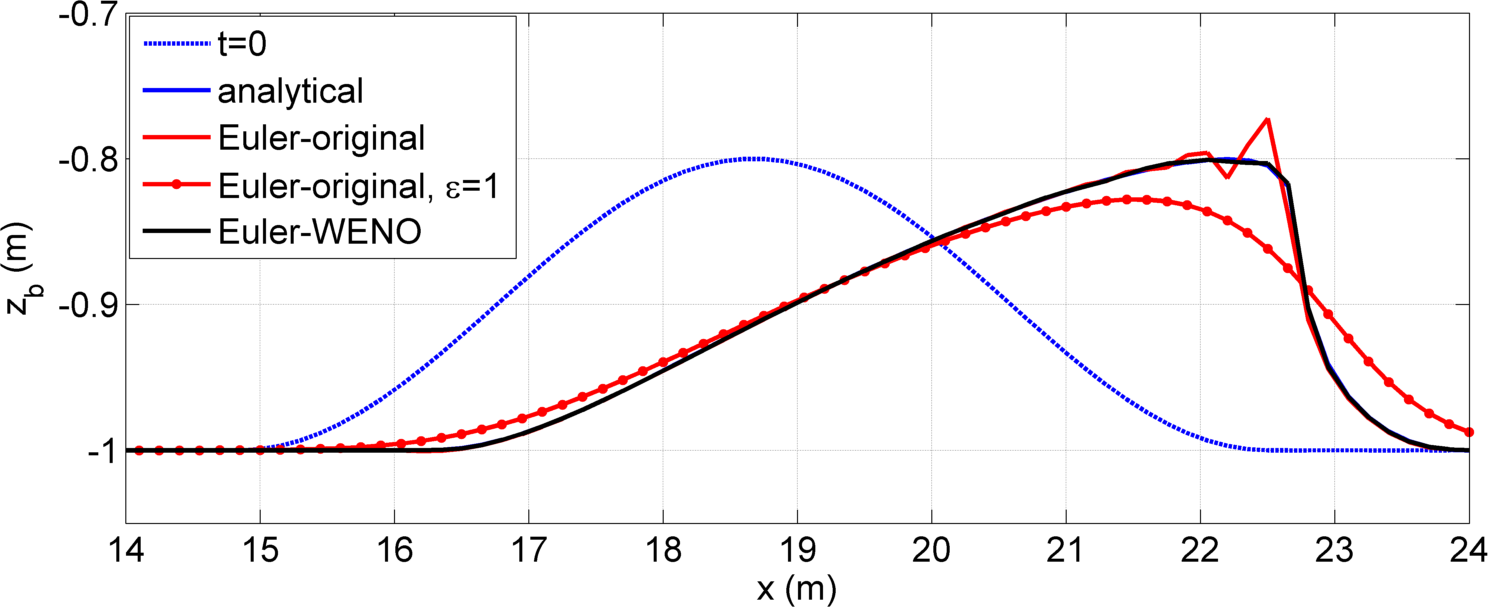 -0.7
t=0
analytical
Euler-original
Euler-original, ε=1
Euler-WENO
-0.8
-0.9
-1
z_b (m)
14 15 16 17 18 19 20 21 22 23 24
x (m)